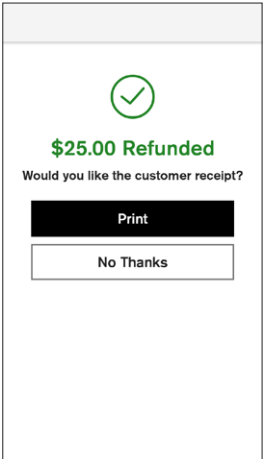 $25.00 Refunded
Would you like the customer receipt?
Print
No Thanks